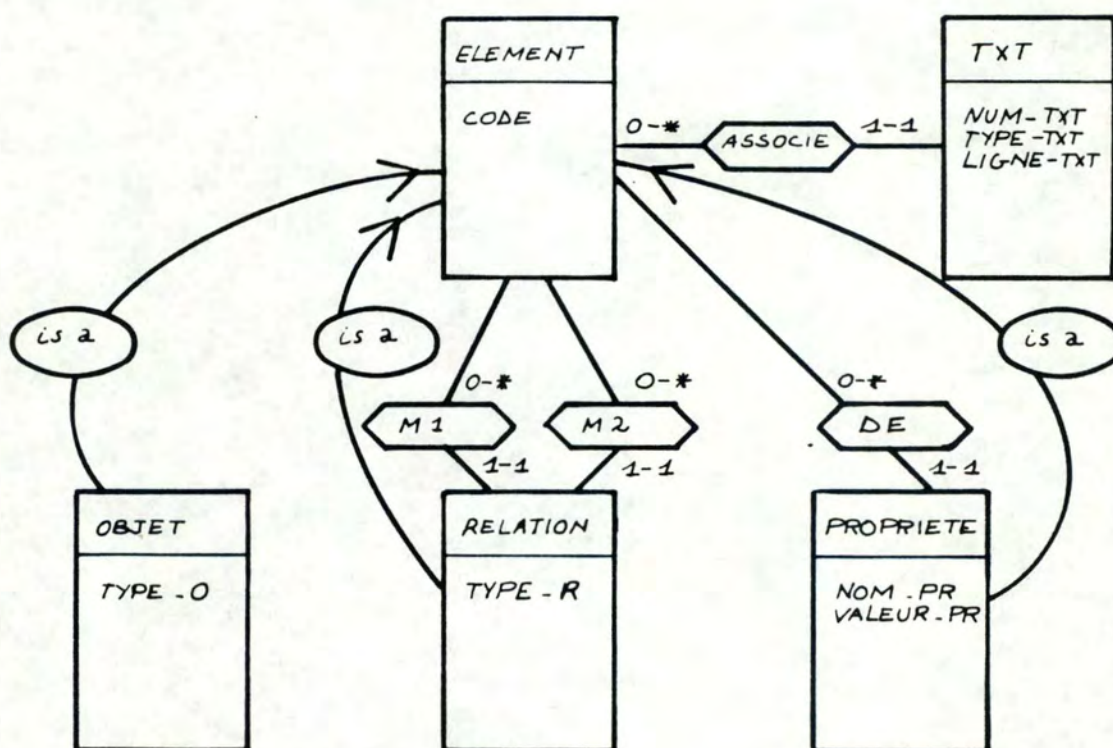 ELEMENT
CODE
TXT
NUM-TXT
TYPE-TXT
LIGNE-TXT
0-*
ASSOCIE
1-1
is a
is a
is a
0-*
0-*
0-*
M1
M2
DE
1-1
1-1
1-1
OBJET
TYPE-O
RELATION
TYPE-R
PROPRIETE
NOM-PR
VALEUR-PR